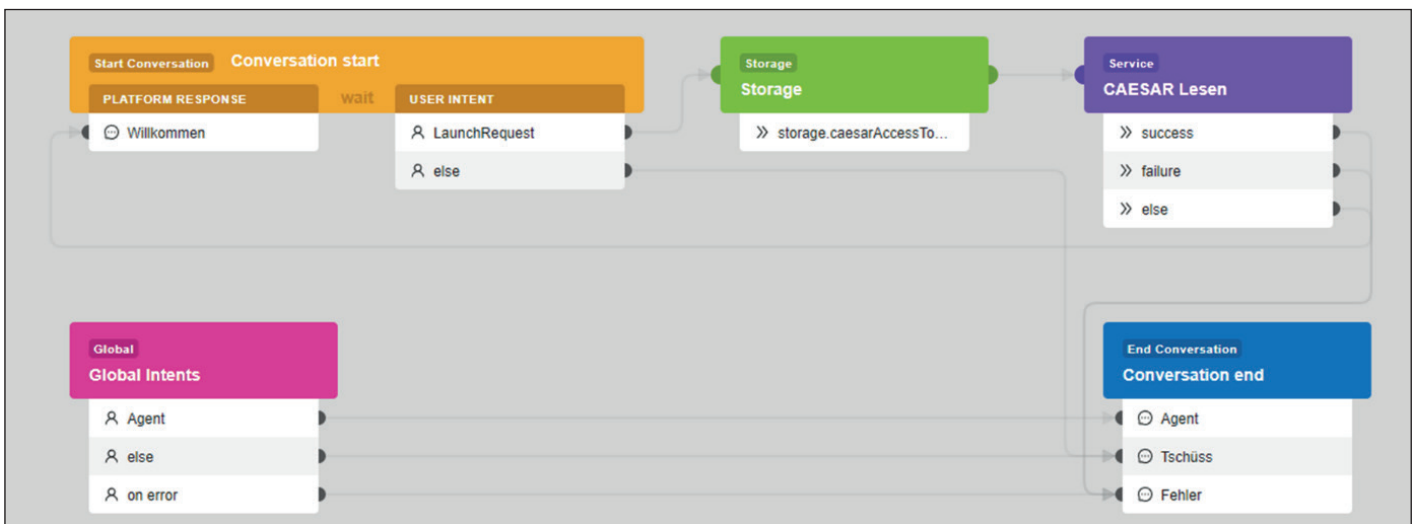 Start Conversation Conversation start
PLATFORM RESPONSE wait USER INTENT
Willkommen
LaunchRequest
else
Storage
Storage
storage.caesarAccessTo...
Service
CAESAR Lesen
success
failure
else
Global
Global Intents
Agent
else
on error
End Conversation
Conversation end
Agent
Tschüss
Fehler